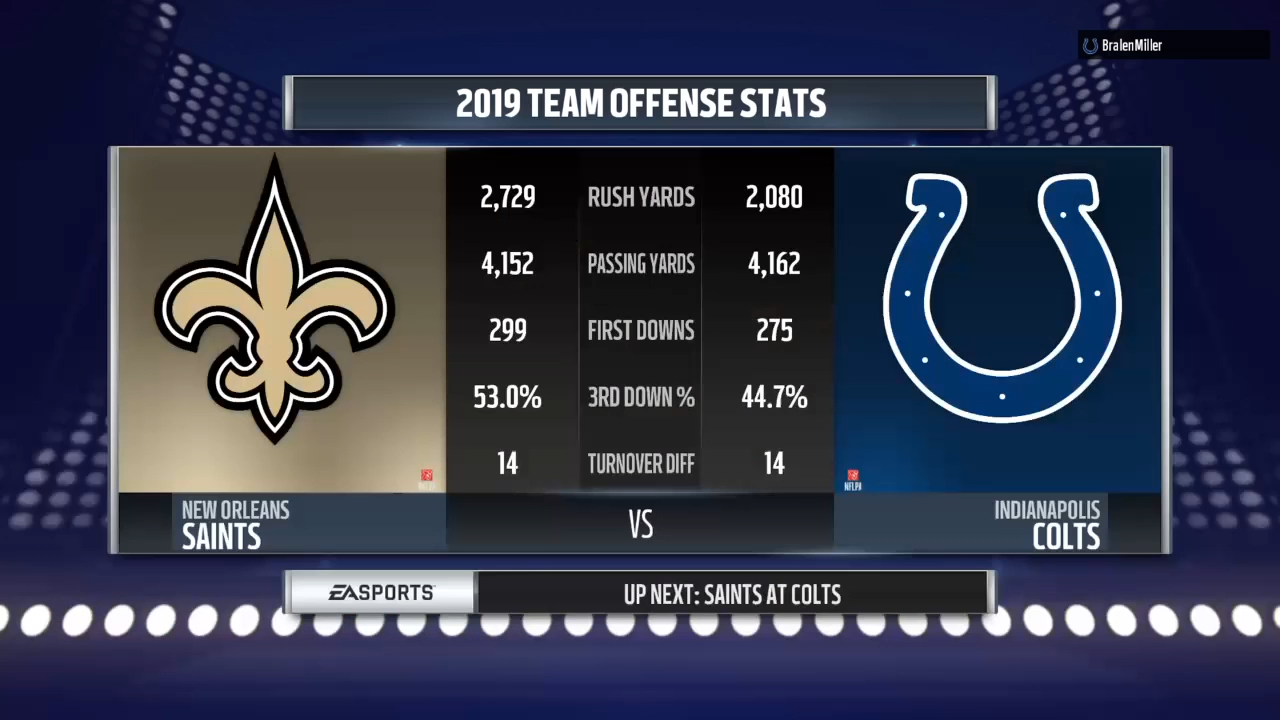 BralenMiller
2019 TEAM OFFENSE STATS
2,729 RUSH YARDS 2,080
4,152 PASSING YARDS 4,162
299 FIRST DOWNS 275
53.0% 3RD DOWN % 44.7%
14 TURNOVER DIFF 14
NFLPA
NEW ORLEANS
SAINTS
VS
INDIANAPOLIS
COLTS
EA SPORTS
UP NEXT: SAINTS AT COLTS